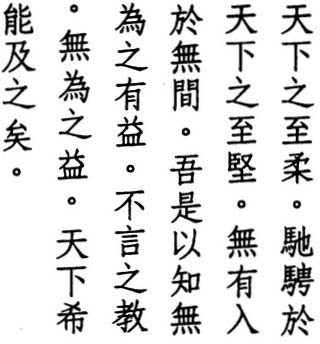 天下之至柔。馳騁於
天下之至堅。無有入
於無間。吾是以知無
為之有益。不言之教
。無為之益。天下希
能及之矣。